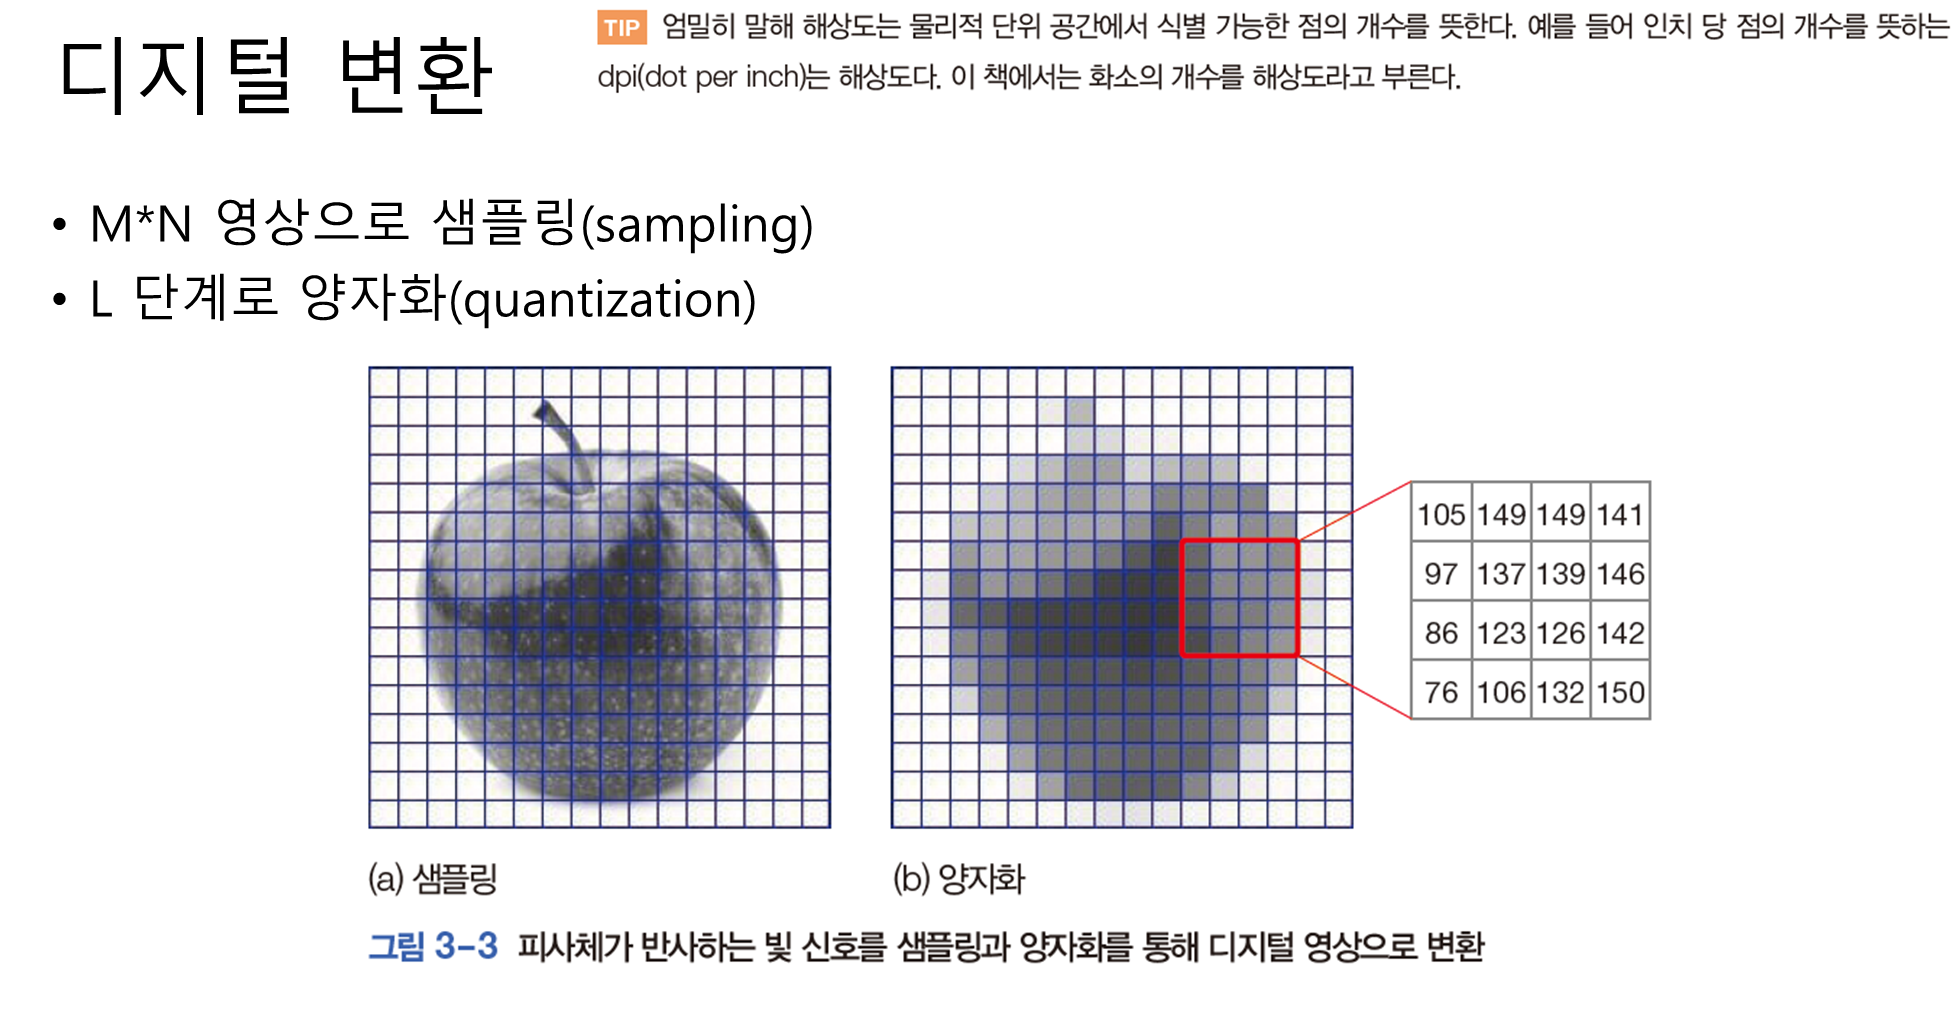 디지털 변환
TIP 엄밀히 말해 해상도는 물리적 단위 공간에서 식별 가능한 점의 개수를 뜻한다. 예를 들어 인치 당 점의 개수를 뜻하는
dpi(dot per inch)는 해상도다. 이 책에서는 화소의 개수를 해상도라고 부른다.
• M*N 영상으로 샘플링(sampling)
• L 단계로 양자화(quantization)
105 149 149 141
97 137 139 146
86 123 126 142
76 106 132 150
(a) 샘플링
(b) 양자화
그림 3-3 피사체가 반사하는 빛 신호를 샘플링과 양자화를 통해 디지털 영상으로 변환